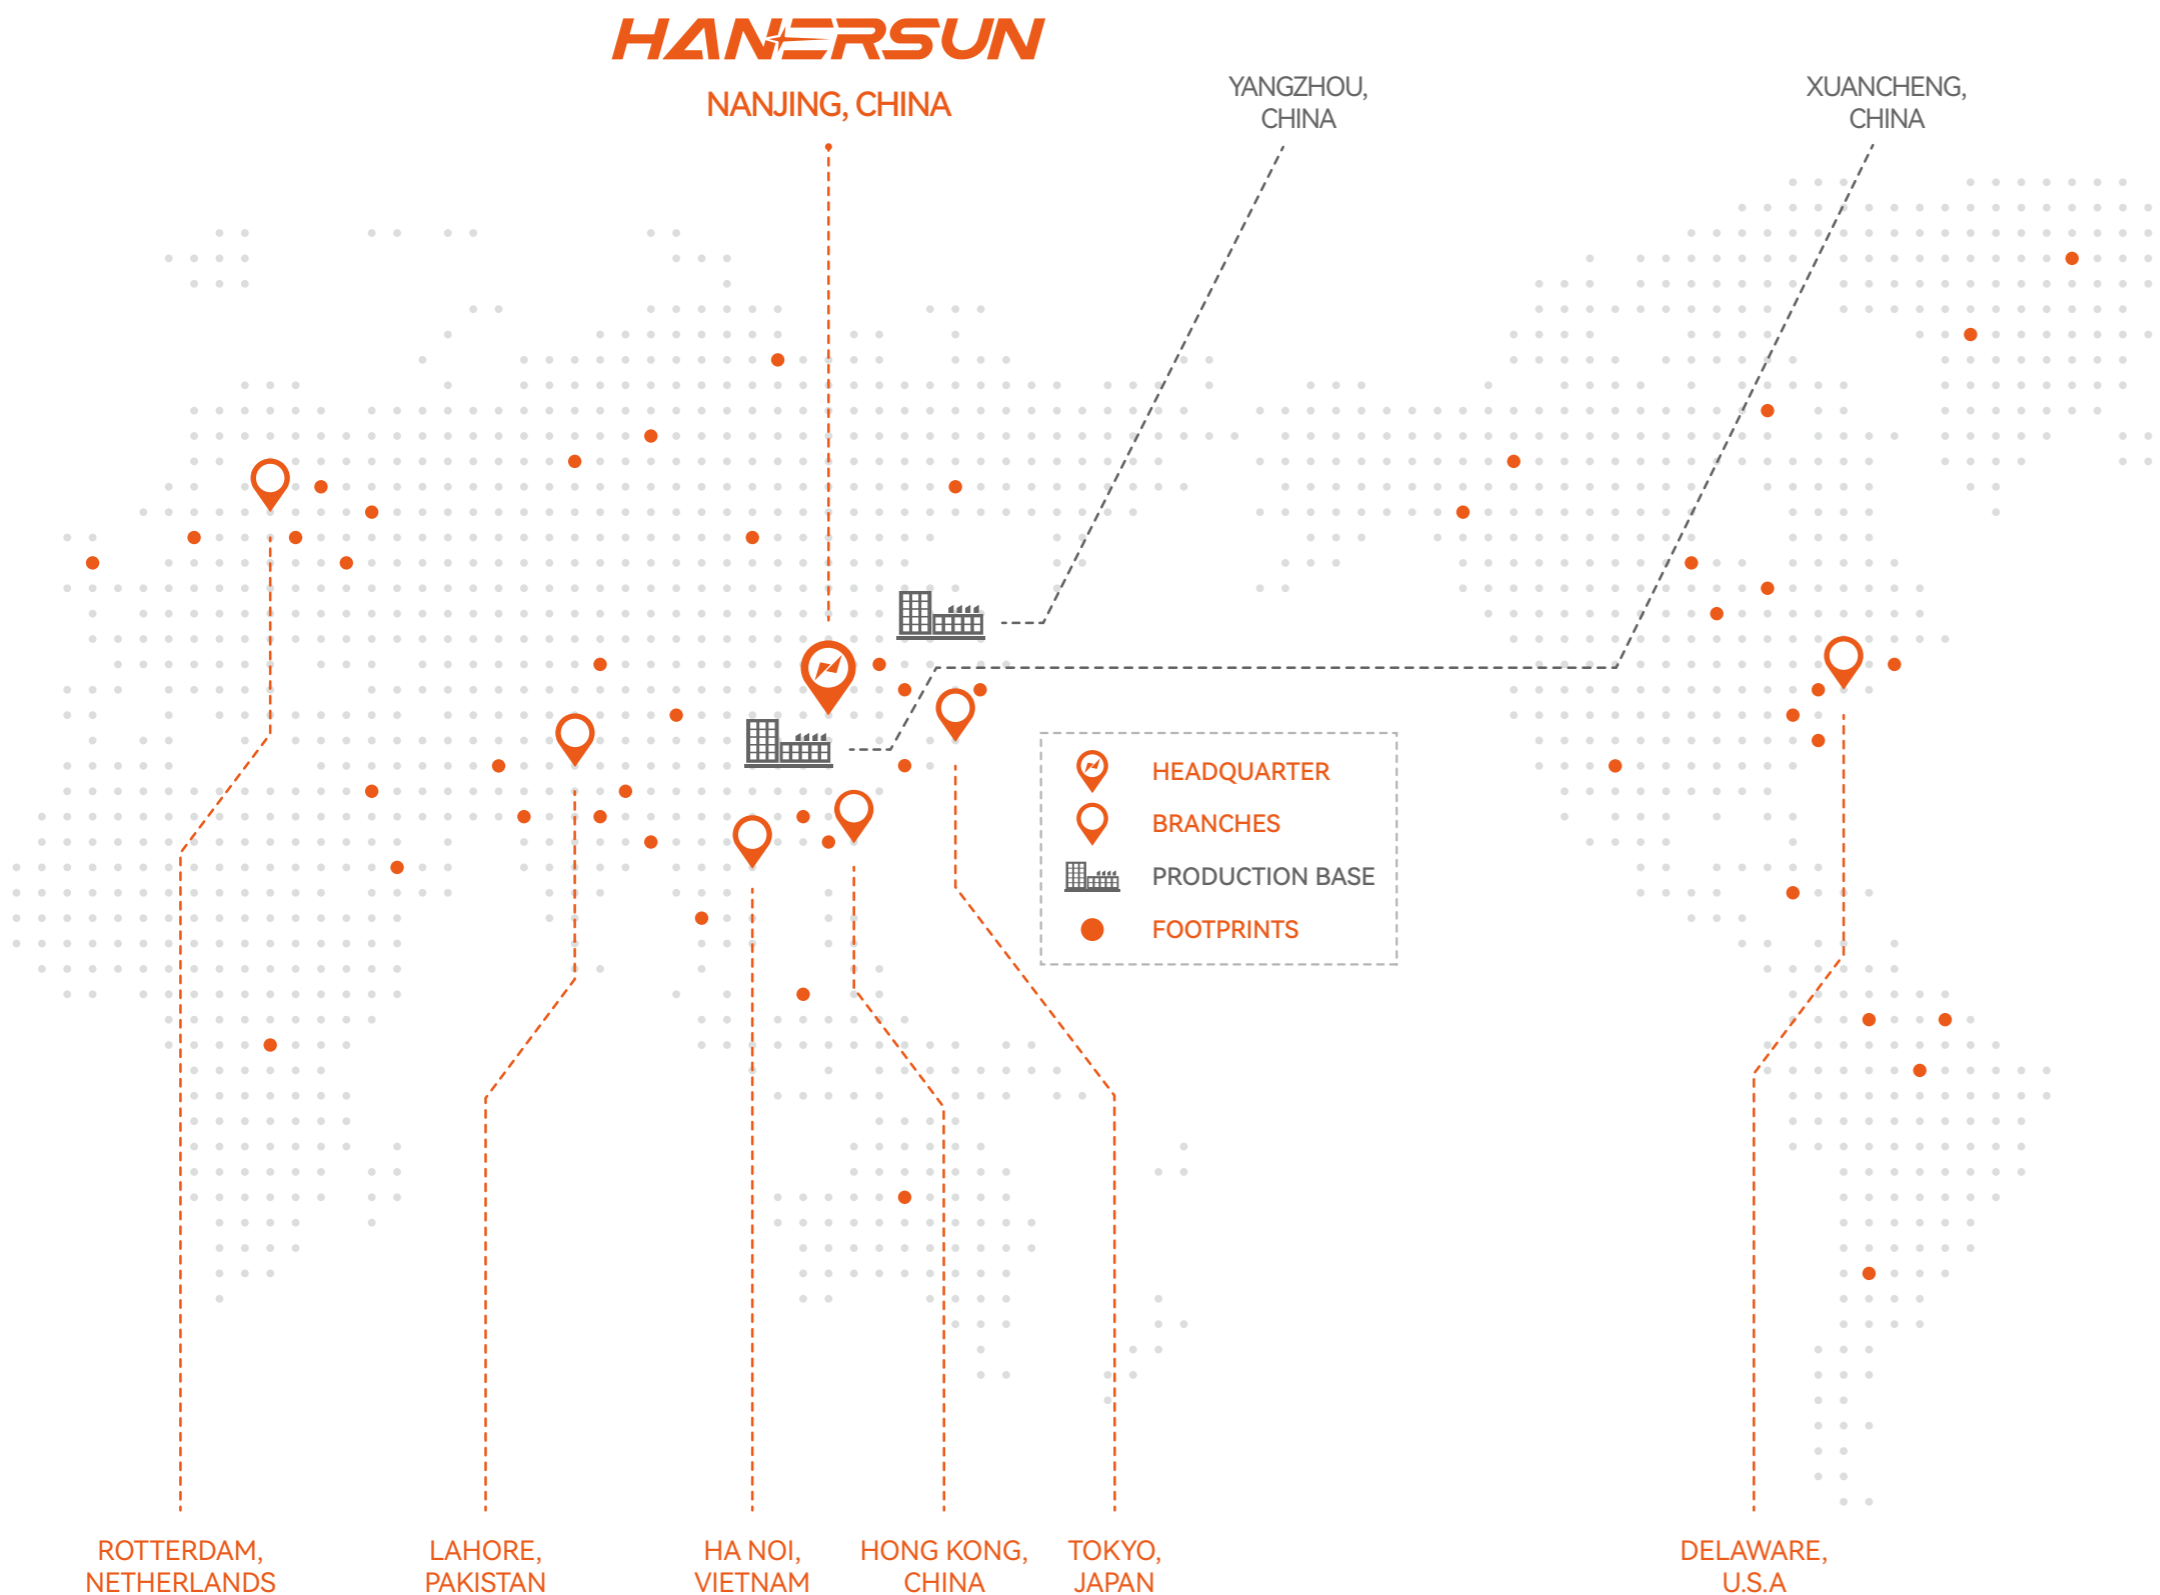 HANERSUN
NANJING, CHINA
YANGZHOU,
CHINA
XUANCHENG,
CHINA
HEADQUARTER
BRANCHES
PRODUCTION BASE
FOOTPRINTS
ROTTERDAM,
NETHERLANDS
LAHORE,
PAKISTAN
HA NOI,
VIETNAM
HONG KONG,
CHINA
TOKYO,
JAPAN
DELAWARE,
U.S.A